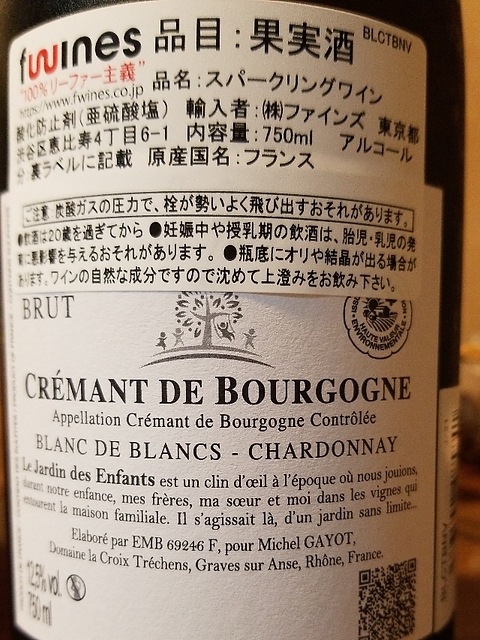 fwines 品目:果実酒 BLCTBNV
"100%リーファー主義"
https://www.fwines.co.jp 品名:スパークリングワイン
酸化防止剤(亜硫酸塩) 輸入者:㈱ファインズ 東京都
渋谷区恵比寿4丁目6-1 内容量:750ml アルコール
分 裏ラベルに記載 原産国名:フランス
ご注意:炭酸ガスの圧力で、栓が勢いよく飛び出すおそれがあります。
●飲酒は20歳を過ぎてから ●妊娠中や授乳期の飲酒は、胎児・乳児の発
育に悪影響を与えるおそれがあります。 ●瓶底にオリや結晶が出る場合が
あります。ワインの自然な成分ですので沈めて上澄みをお飲み下さい。
BRUT
HAUTE VALEUR
ENVIRONNEMENTALE
CRÉMANT DE BOURGOGNE
Appellation Crémant de Bourgogne Contrôlée
BLANC DE BLANCS - CHARDONNAY
Le Jardin des Enfants est un clin d'œil à l'époque où nous jouions,
durant notre enfance, mes frères, ma sœur et moi dans les vignes qui
entourent la maison familiale. Il s'agissait là, d'un jardin sans limite...
Elaboré par EMB 69246 F, pour Michel GAYOT,
Domaine la Croix Tréchens, Graves sur Anse, Rhône, France.
12,5% vol.
750 ml